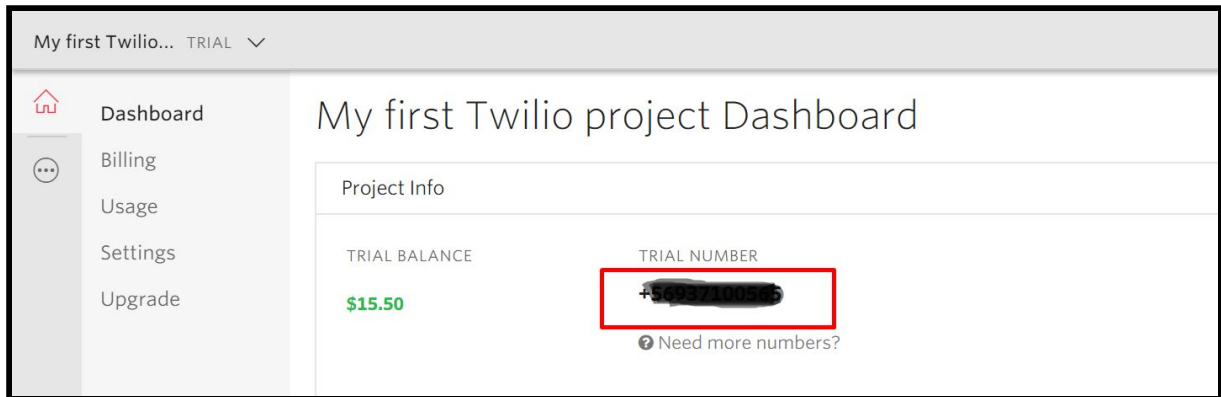 My first Twilio... TRIAL
Dashboard
Billing
Usage
Settings
Upgrade
My first Twilio project Dashboard
Project Info
TRIAL BALANCE
$15.50
TRIAL NUMBER
Need more numbers?